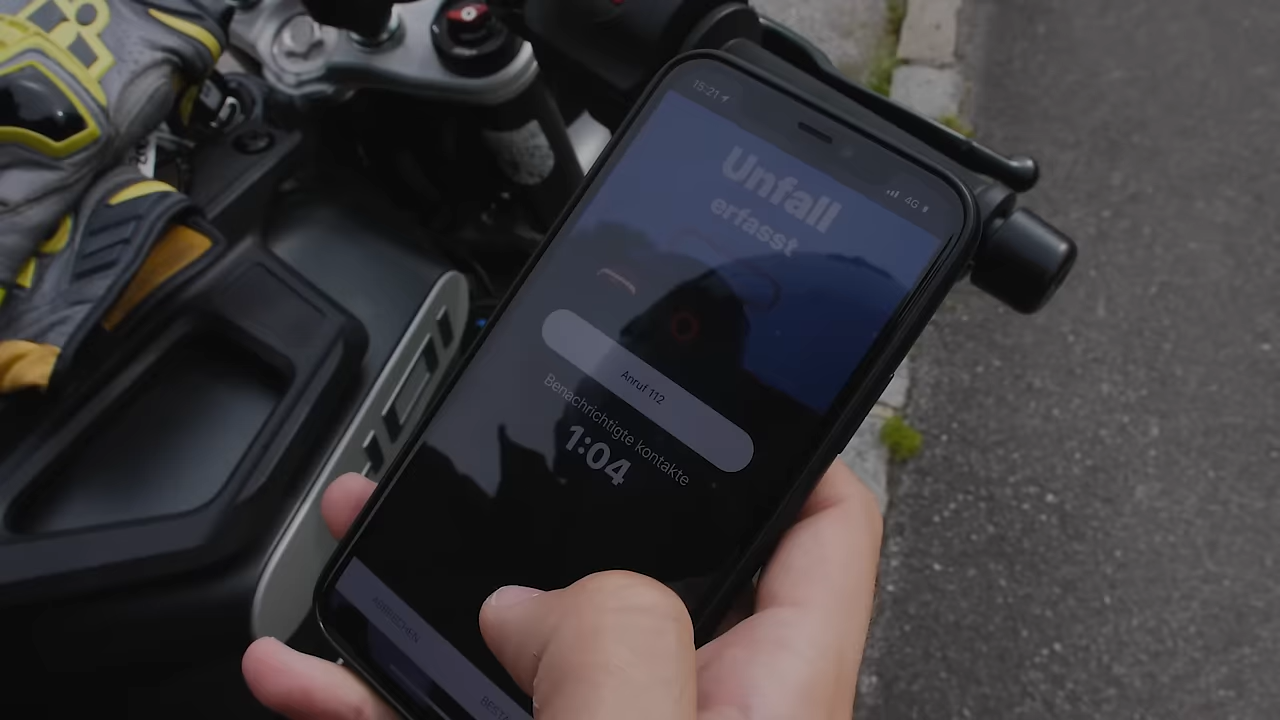 15:21
4G
Unfall
erfasst
Anruf 112
Benachrichtigte kontakte
1:04
ABBRECHEN